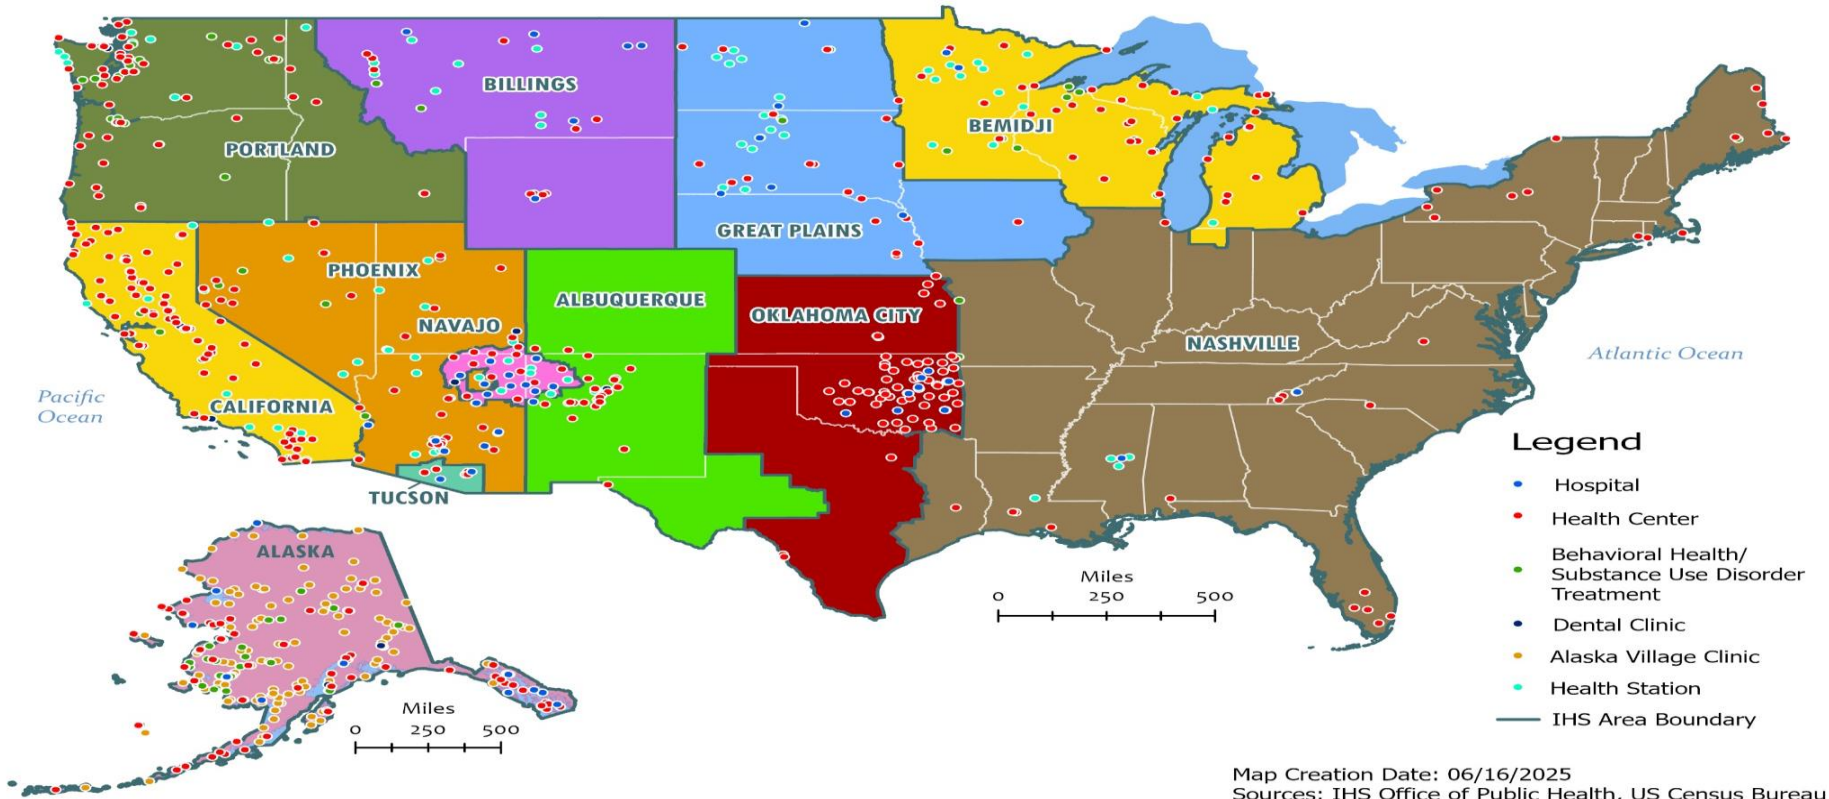 BILLINGS
PORTLAND
BEMIDJI
GREAT PLAINS
PHOENIX
ALBUQUERQUE
NAVAJO
OKLAHOMA CITY
NASHVILLE
Atlantic Ocean
Pacific
Ocean
CALIFORNIA
TUCSON
ALASKA
Miles
0 250 500
Miles
0 250 500
Legend
Hospital
Health Center
Behavioral Health/
Substance Use Disorder
Treatment
Dental Clinic
Alaska Village Clinic
Health Station
IHS Area Boundary
Map Creation Date: 06/16/2025
Sources: IHS Office of Public Health, US Census Bureau